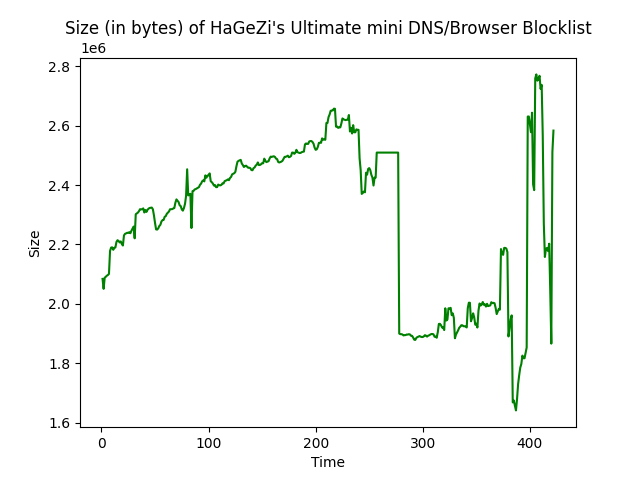 Size (in bytes) of HaGeZi's Ultimate mini DNS/Browser Blocklist
1e6
2.8
2.6
2.4
2.2
2.0
1.8
1.6
Size
0 100 200 300 400
Time